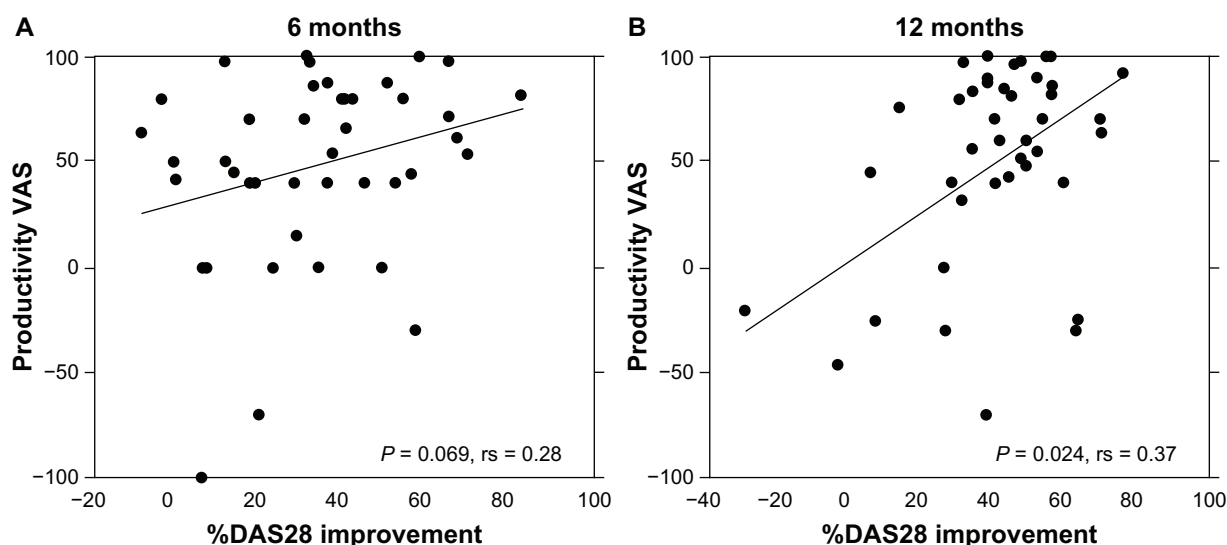 A
6 months
Productivity VAS
100
50
0
−50
−100
P = 0.069, rs = 0.28
−20
0
20
40
60
80
100
%DAS28 improvement
B
12 months
Productivity VAS
100
50
0
−50
−100
P = 0.024, rs = 0.37
−40
−20
0
20
40
60
80
100
%DAS28 improvement